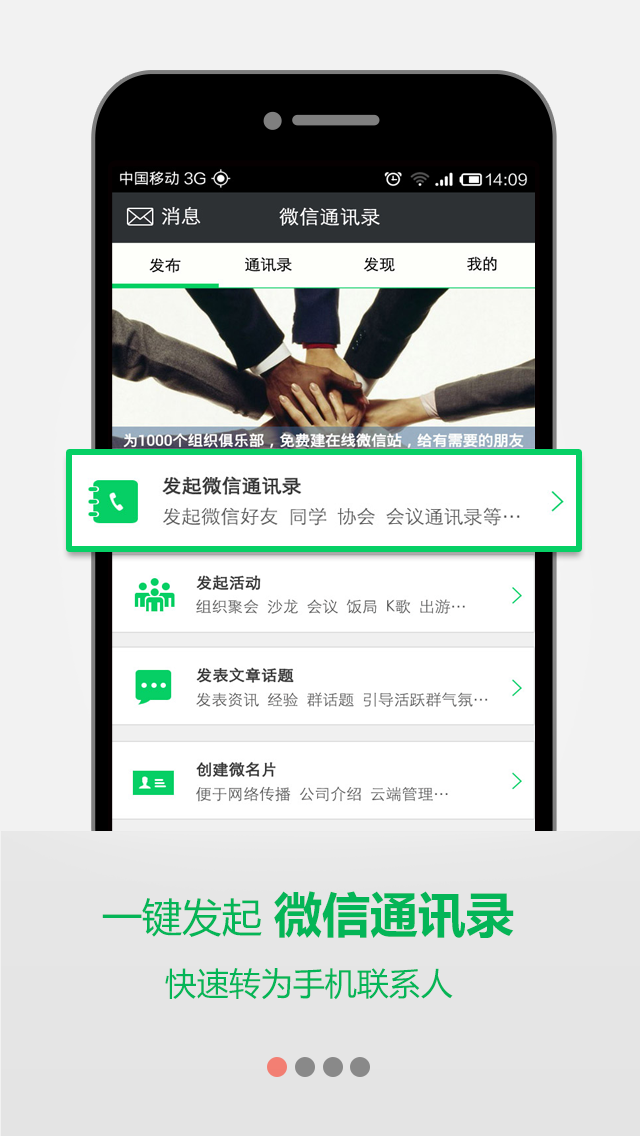 中国移动 3G 14:09
消息 微信通讯录
发布 通讯录 发现 我的
为1000个组织俱乐部，免费建在线微信站，给有需要的朋友
发起微信通讯录
发起微信好友 同学 协会 会议通讯录等…
发起活动
组织聚会 沙龙 会议 饭局 K歌 出游…
发表文章话题
发表资讯 经验 群话题 引导活跃群气氛…
创建微名片
便于网络传播 公司介绍 云端管理…
一键发起 微信通讯录
快速转为手机联系人